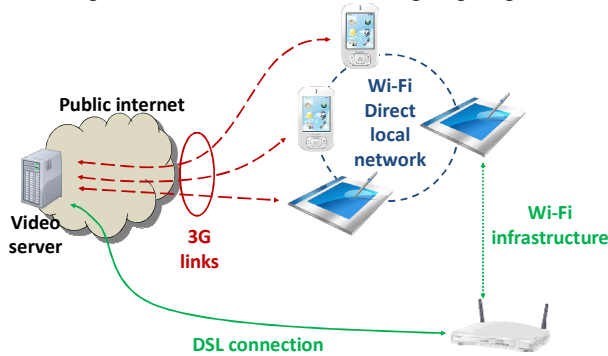 Public internet
Video
server
3G
links
Wi-Fi
Direct
local
network
Wi-Fi
infrastructure
DSL connection